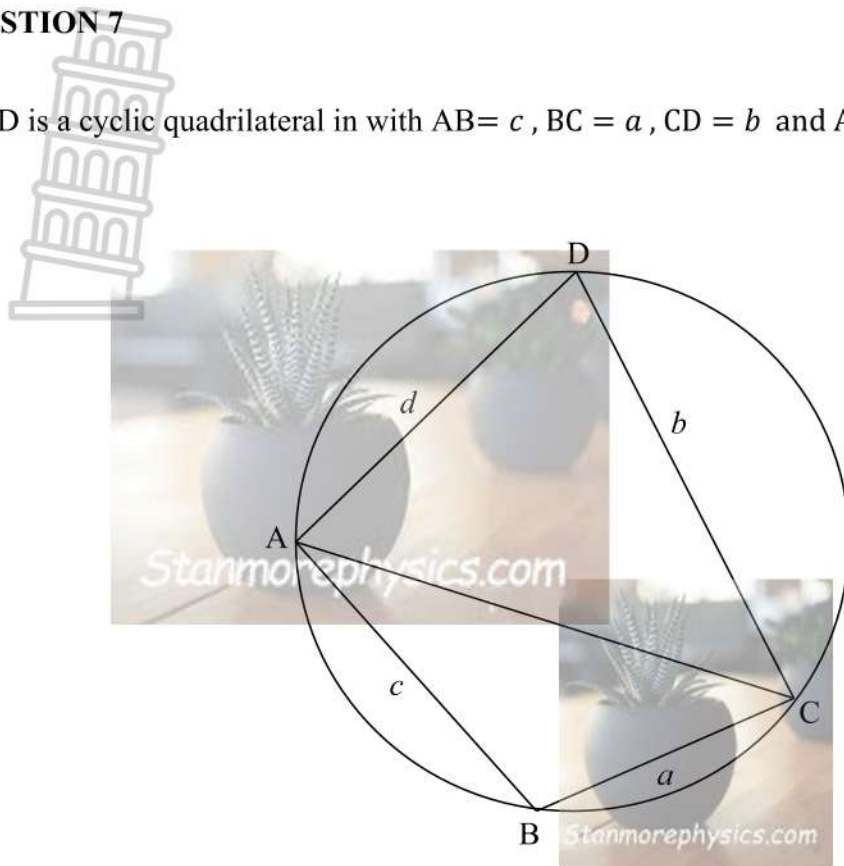 STION 7
D is a cyclic quadrilateral in with AB= c , BC = a , CD = b and A
D
d
b
A
Stanmorephysics.com
c
C
a
B
Stanmorephysics.com